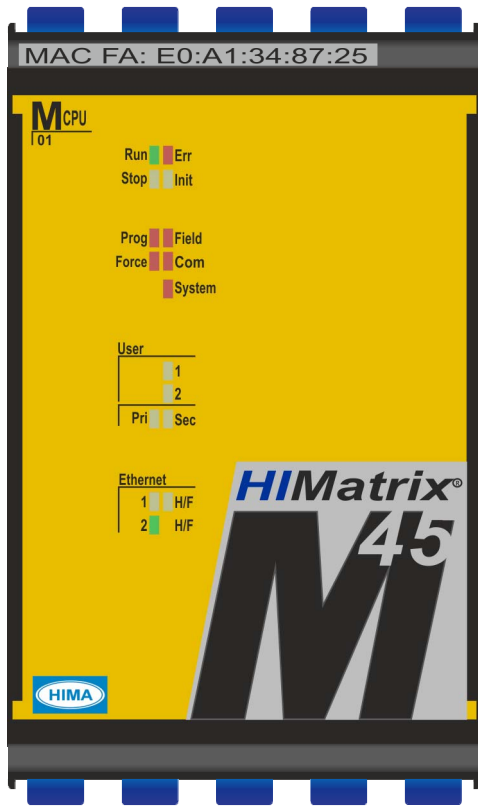 MAC FA: E0:A1:34:87:25
M CPU
01
Run Err
Stop Init
Prog Field
Force Com
System
User
1
2
Pri Sec
Ethernet
1 H/F
2 H/F
HIMatrix®
M45
HIMA